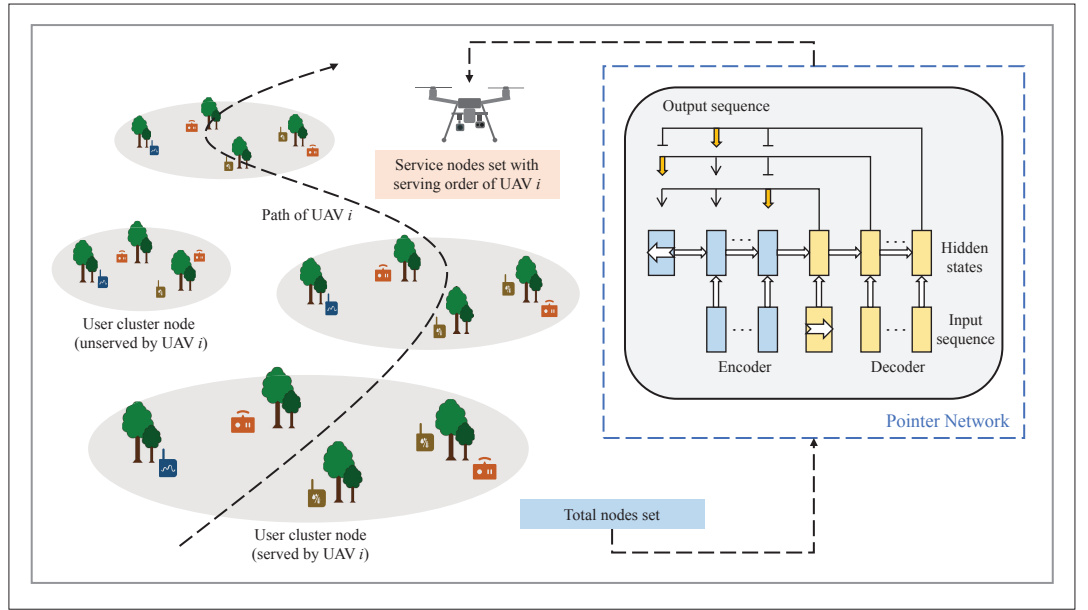 Output sequence
Service nodes set with
serving order of UAV i
Path of UAV i
Hidden
states
User cluster node
(unserved by UAV i)
Input
sequence
Encoder
Decoder
Pointer Network
Total nodes set
User cluster node
(served by UAV i)